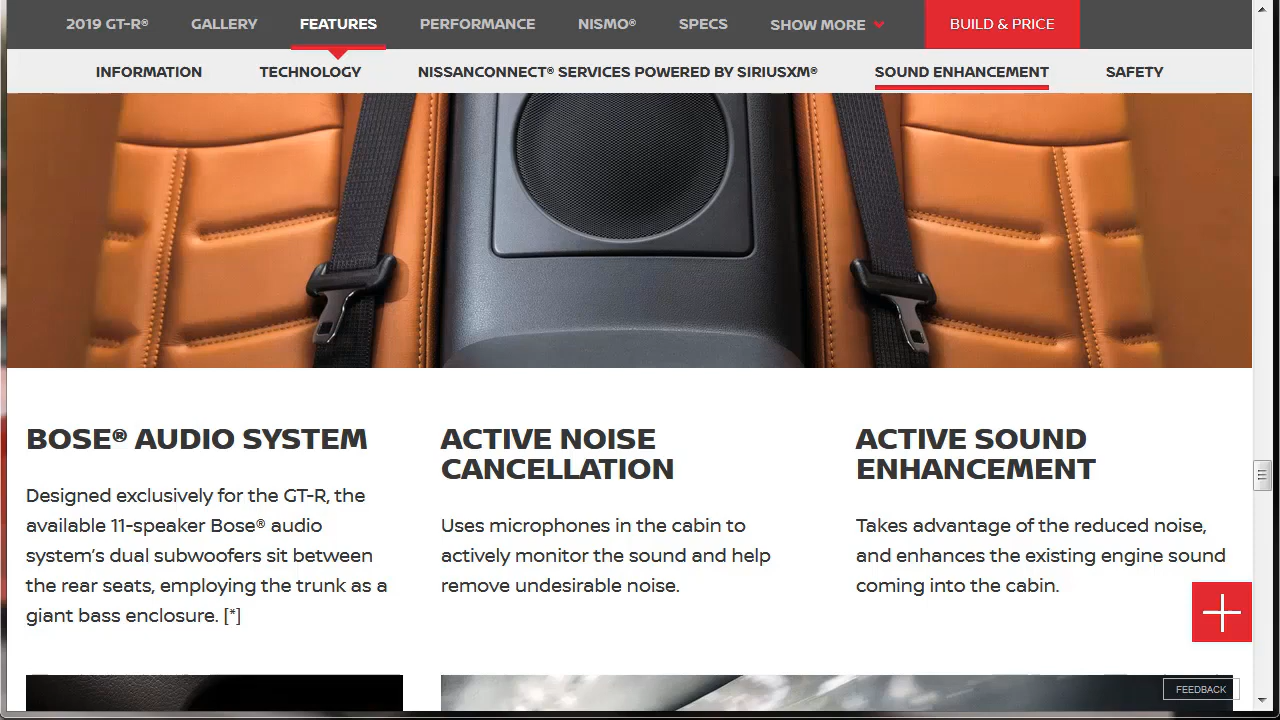 2019 GT-R® GALLERY FEATURES PERFORMANCE NISMO® SPECS SHOW MORE BUILD & PRICE
INFORMATION TECHNOLOGY NISSANCONNECT® SERVICES POWERED BY SIRIUSXM® SOUND ENHANCEMENT SAFETY
BOSE® AUDIO SYSTEM
Designed exclusively for the GT-R, the
available 11-speaker Bose® audio
system's dual subwoofers sit between
the rear seats, employing the trunk as a
giant bass enclosure. [*]
ACTIVE NOISE
CANCELLATION
Uses microphones in the cabin to
actively monitor the sound and help
remove undesirable noise.
ACTIVE SOUND
ENHANCEMENT
Takes advantage of the reduced noise,
and enhances the existing engine sound
coming into the cabin.
FEEDBACK